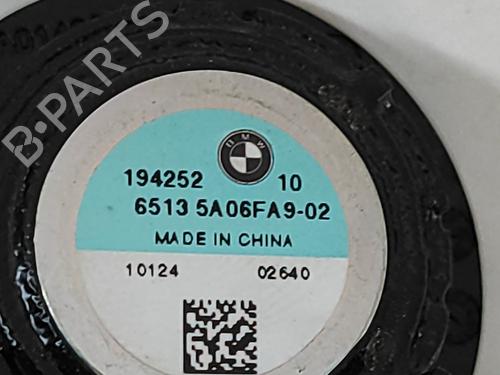 B-PARTS
BMW
194252 10
6513 5A06FA9-02
MADE IN CHINA
10124 02640